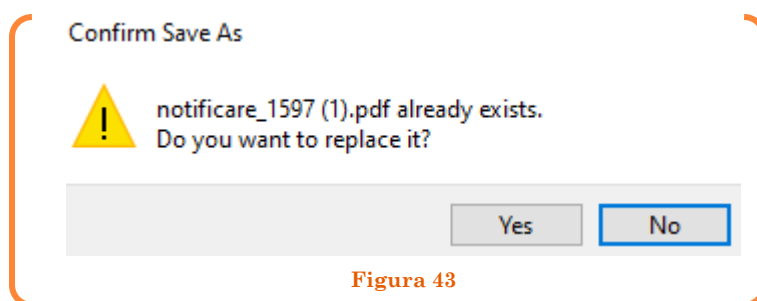 Confirm Save As
notificare_1597 (1).pdf already exists.
Do you want to replace it?
Yes
No
Figura 43